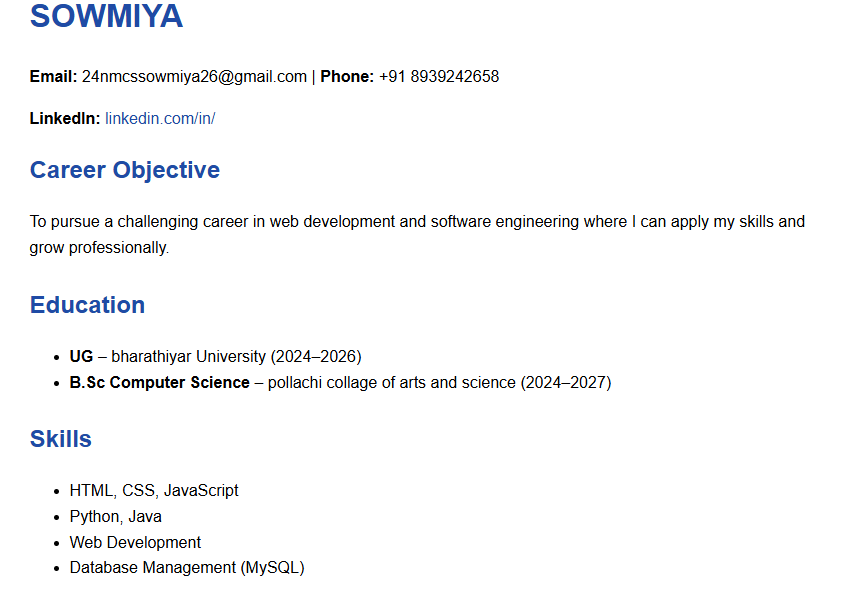 SOWMIYA
Email: 24nmcssowmiya26@gmail.com | Phone: +91 8939242658
LinkedIn: linkedin.com/in/
Career Objective
To pursue a challenging career in web development and software engineering where I can apply my skills and
grow professionally.
Education
• UG – bharathiyar University (2024–2026)
• B.Sc Computer Science – pollachi collage of arts and science (2024–2027)
Skills
• HTML, CSS, JavaScript
• Python, Java
• Web Development
• Database Management (MySQL)